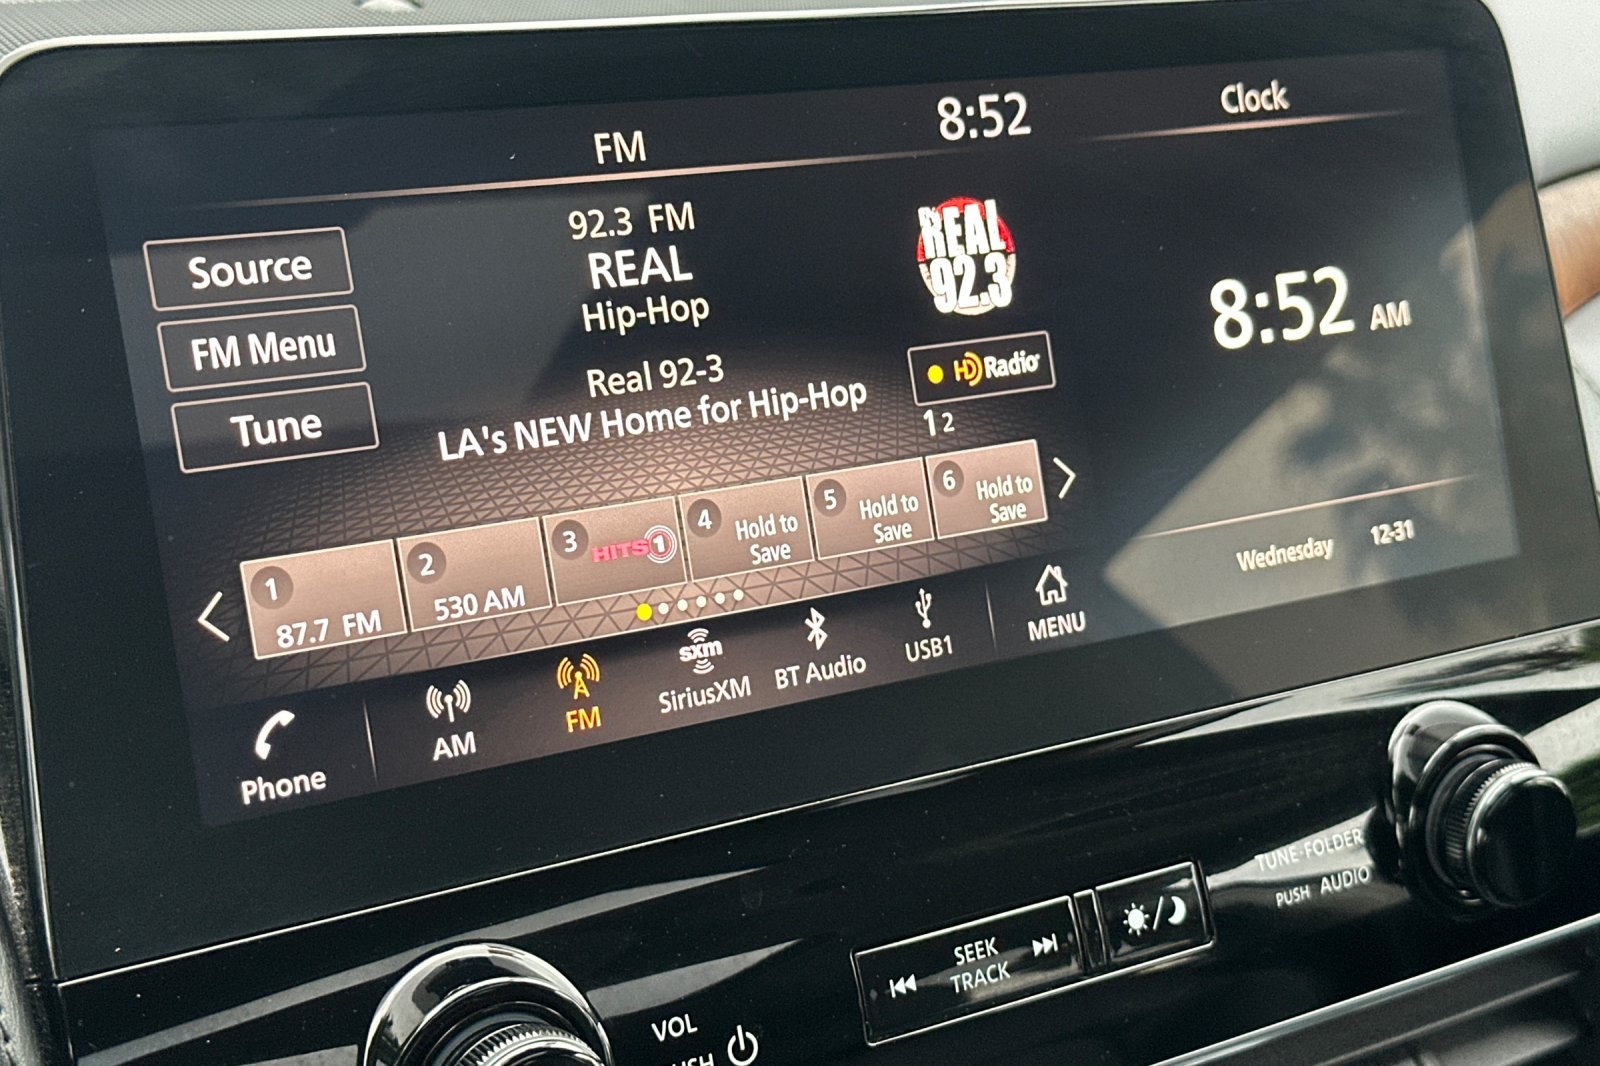 FM
8:52
Clock
Source
FM Menu
Tune
92.3 FM
REAL
Hip-Hop
Real 92-3
LA's NEW Home for Hip-Hop
REAL
92.3
HD Radio
1 2
8:52 AM
Wednesday 12-31
1
87.7 FM
2
530 AM
3
HITS 1
4
Hold to
Save
5
Hold to
Save
6
Hold to
Save
Phone
AM
FM
sxm
SiriusXM
BT Audio
USB1
MENU
VOL
SEEK
TRACK
TUNE·FOLDER
PUSH AUDIO